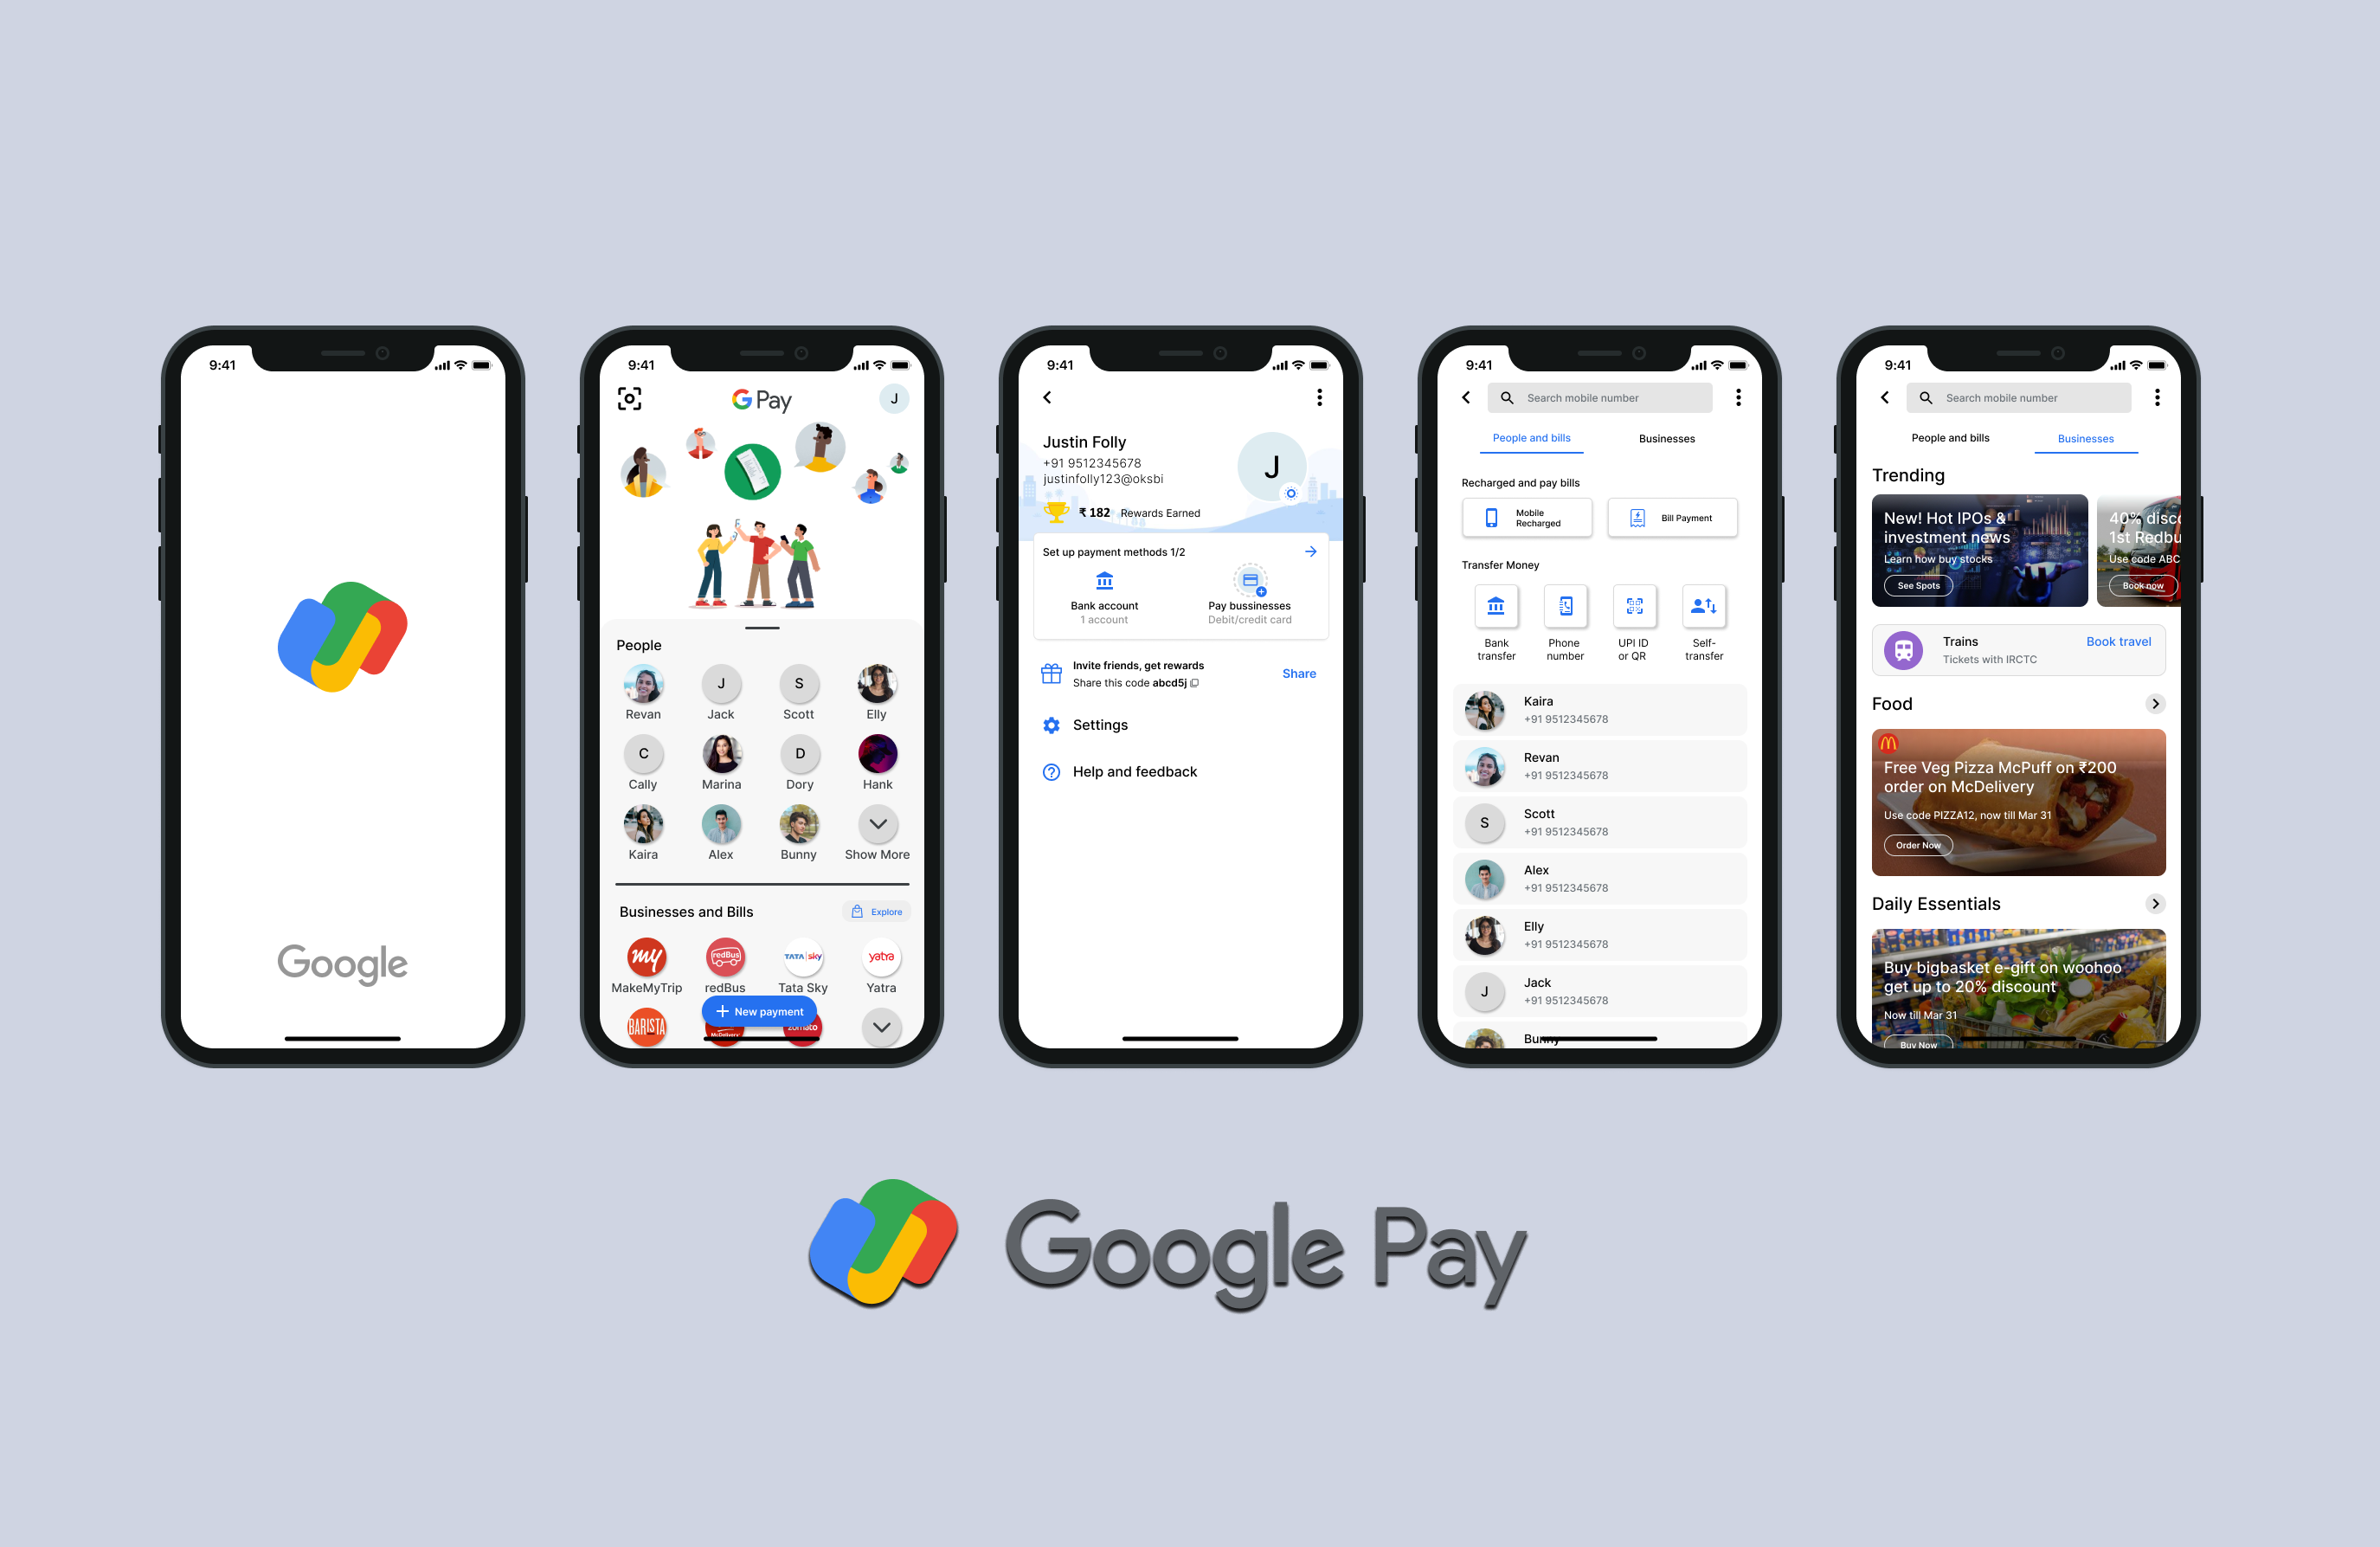 9:41
Google
9:41
G Pay
J
People
Revan
J
Jack
S
Scott
Elly
C
Cally
Marina
D
Dory
Hank
Kaira
Alex
Bunny
Show More
Businesses and Bills
Explore
my
redBus
TATA sky
yatra
MakeMyTrip
redBus
Tata Sky
Yatra
New payment
BARISTA
McDelivery
zomato
9:41
Justin Folly
+91 9512345678
justinfolly123@oksbi
J
₹ 182 Rewards Earned
Set up payment methods 1/2
Bank account
1 account
Pay bussinesses
Debit/credit card
Invite friends, get rewards
Share this code abcd5j
Share
Settings
Help and feedback
9:41
Search mobile number
People and bills
Businesses
Recharged and pay bills
Mobile
Recharged
Bill Payment
Transfer Money
Bank
transfer
Phone
number
UPI ID
or QR
Self-
transfer
Kaira
+91 9512345678
Revan
+91 9512345678
S
Scott
+91 9512345678
Alex
+91 9512345678
Elly
+91 9512345678
J
Jack
+91 9512345678
Bunny
9:41
Search mobile number
People and bills
Businesses
Trending
New! Hot IPOs &
investment news
Learn how buy stocks
See Spots
40% disc
1st Redbu
Use code ABC
Book now
Trains
Tickets with IRCTC
Book travel
Food
Free Veg Pizza McPuff on ₹200
order on McDelivery
Use code PIZZA12, now till Mar 31
Order Now
Daily Essentials
Buy bigbasket e-gift on woohoo
get up to 20% discount
Now till Mar 31
Buy Now
Google Pay